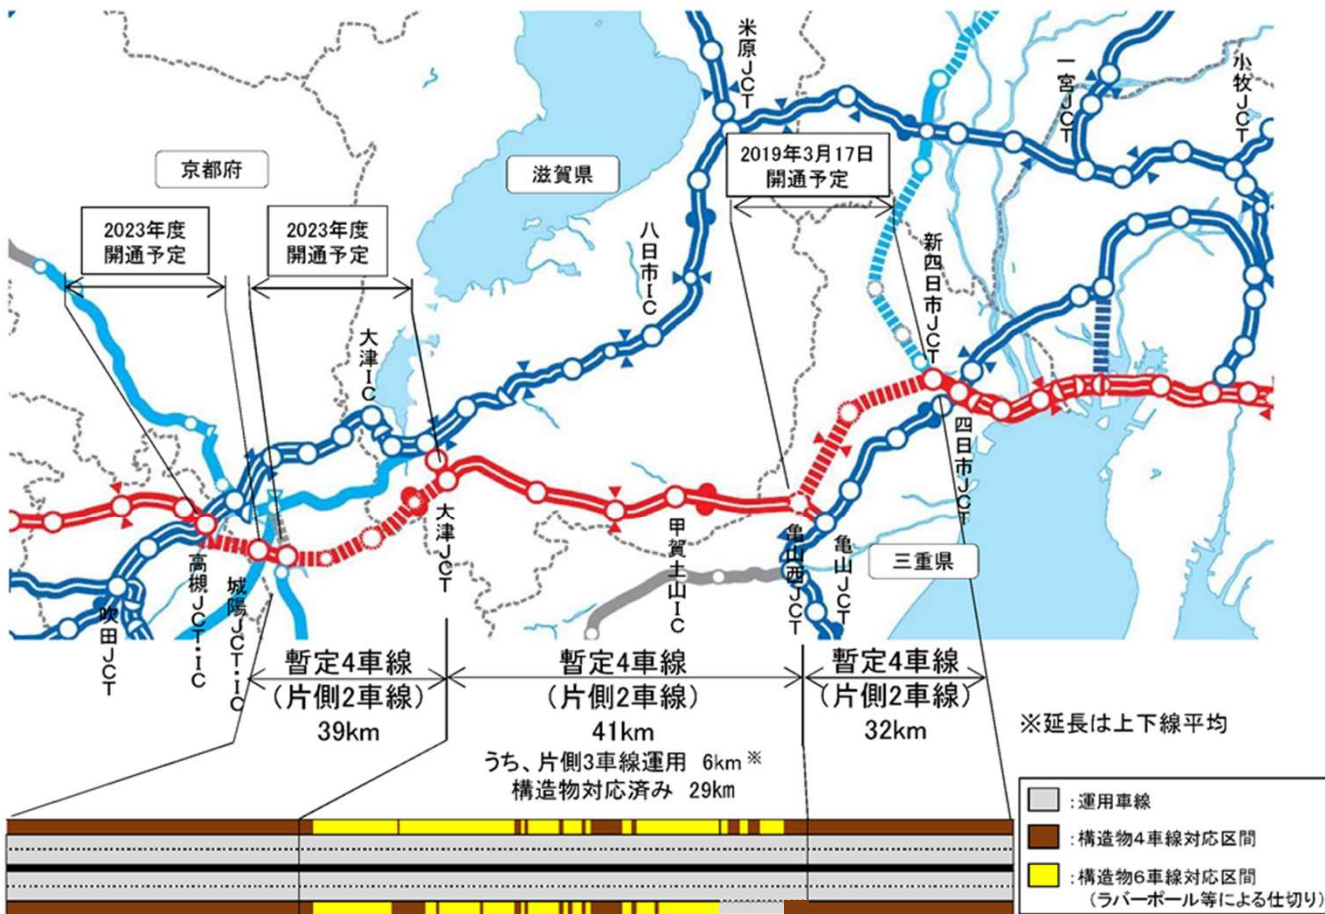 米原JCT
一宮JCT
小牧JCT
京都府
滋賀県
2019年3月17日
開通予定
2023年度
開通予定
2023年度
開通予定
八日市IC
新四日市JCT
大津IC
四日市JCT
大津JCT
甲賀土山IC
亀山西JCT
亀山JCT
三重県
高槻JCT・IC
城陽JCT・IC
吹田JCT
暫定4車線
(片側2車線)
39km
暫定4車線
(片側2車線)
41km
うち、片側3車線運用 6km※
構造物対応済み 29km
暫定4車線
(片側2車線)
32km
※延長は上下線平均
:運用車線
:構造物4車線対応区間
:構造物6車線対応区間
(ラバーポール等による仕切り)